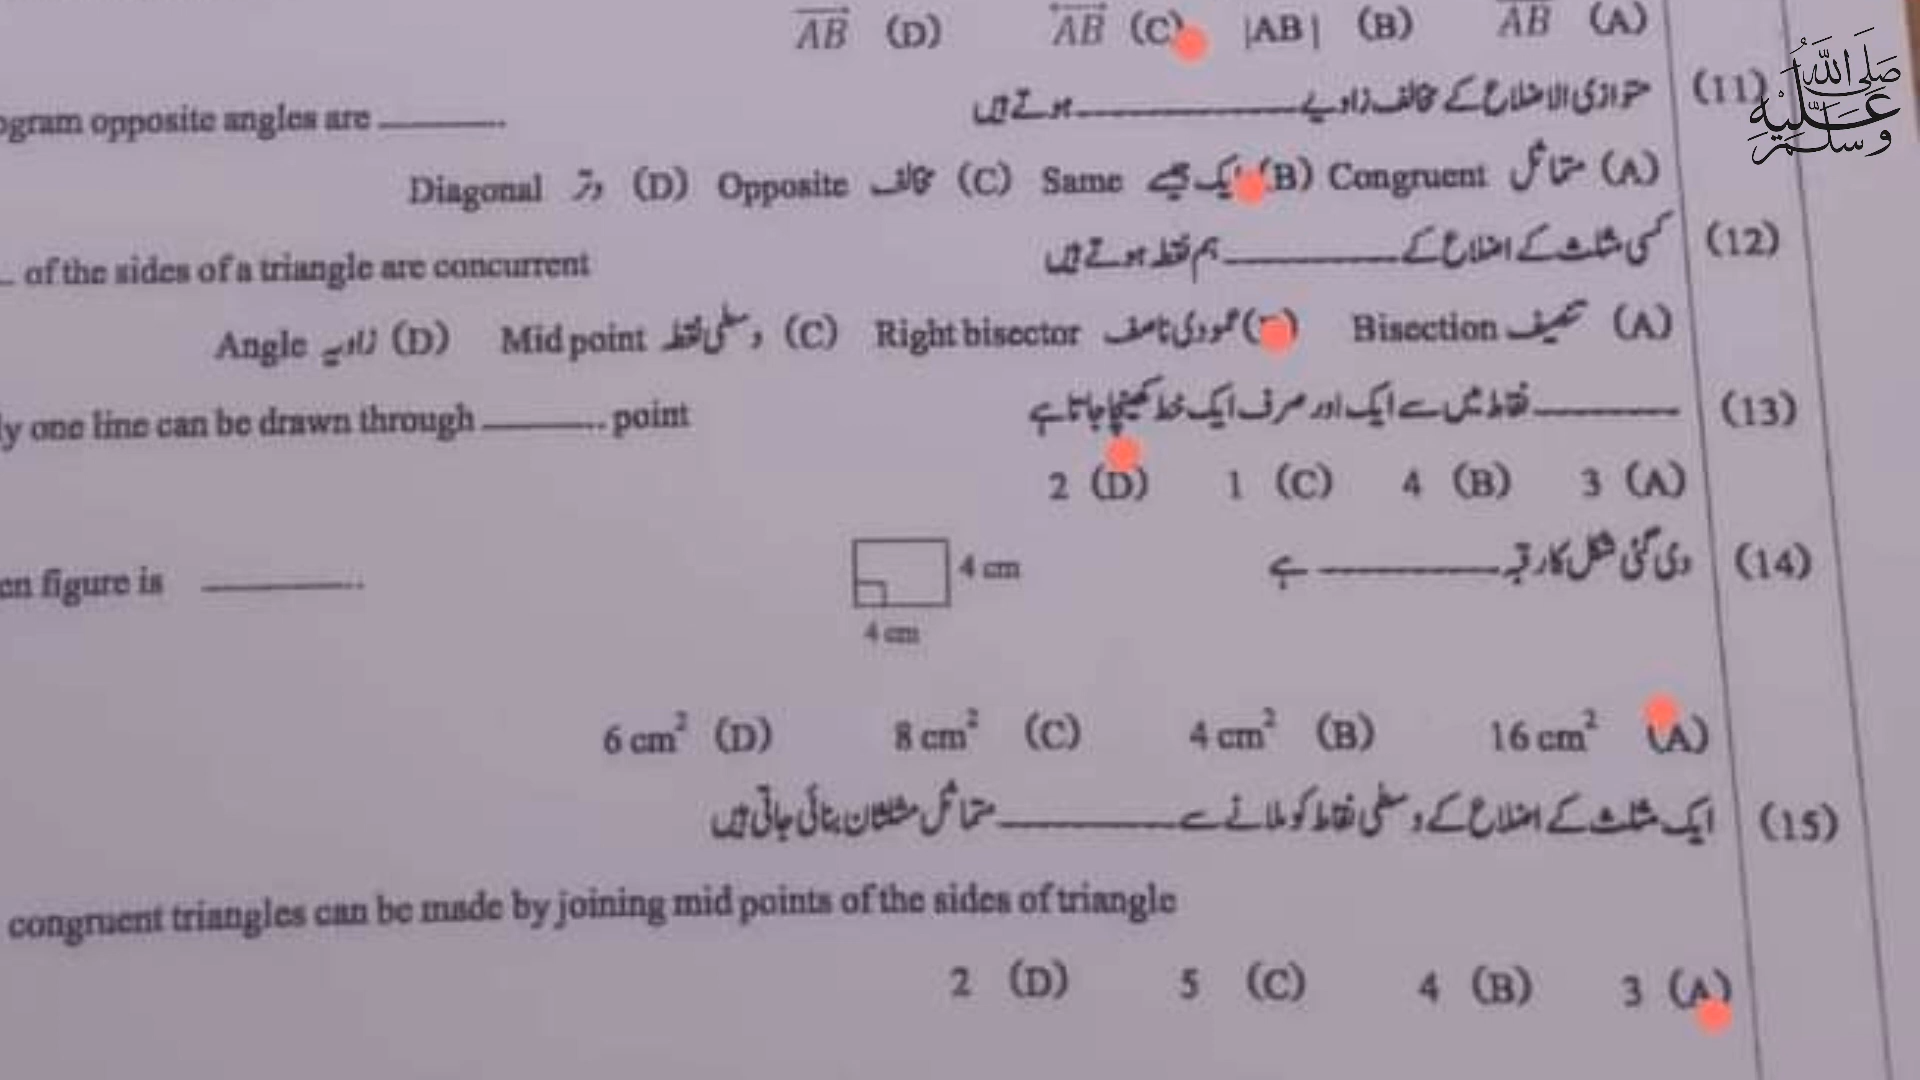 (A) AB (B) |AB| (C) AB (D) AB
صلى الله عليه وسلم
(11) متوازی الاضلاع کے مخالف زاویے ________ ہوتے ہیں
ogram opposite angles are ________
(A) متماثل Congruent (B) ایک جیسے Same (C) مخالف Opposite (D) وتر Diagonal
(12) کسی مثلث کے اضلاع کے ________ ہم نقطہ ہوتے ہیں
of the sides of a triangle are concurrent
(A) تنصیف Bisection عمودی ناصف Right bisector (C) وسطی نقطہ Mid point (D) زاویے Angle
(13) ________ نقاط میں سے ایک اور صرف ایک خط کھینچا جاتا ہے
ly one line can be drawn through ________ point
(A) 3 (B) 4 (C) 1 (D) 2
(14) دی گئی شکل کا رقبہ ________ ہے
en figure is ________
4 cm
4 cm
(A) 16 cm² (B) 4 cm² (C) 8 cm² (D) 6 cm²
(15) ایک مثلث کے اضلاع کے وسطی نقاط کو ملانے سے ________ متماثل مثلثان بنائی جاتی ہیں
congruent triangles can be made by joining mid points of the sides of triangle
(A) 3 (B) 4 (C) 5 (D) 2